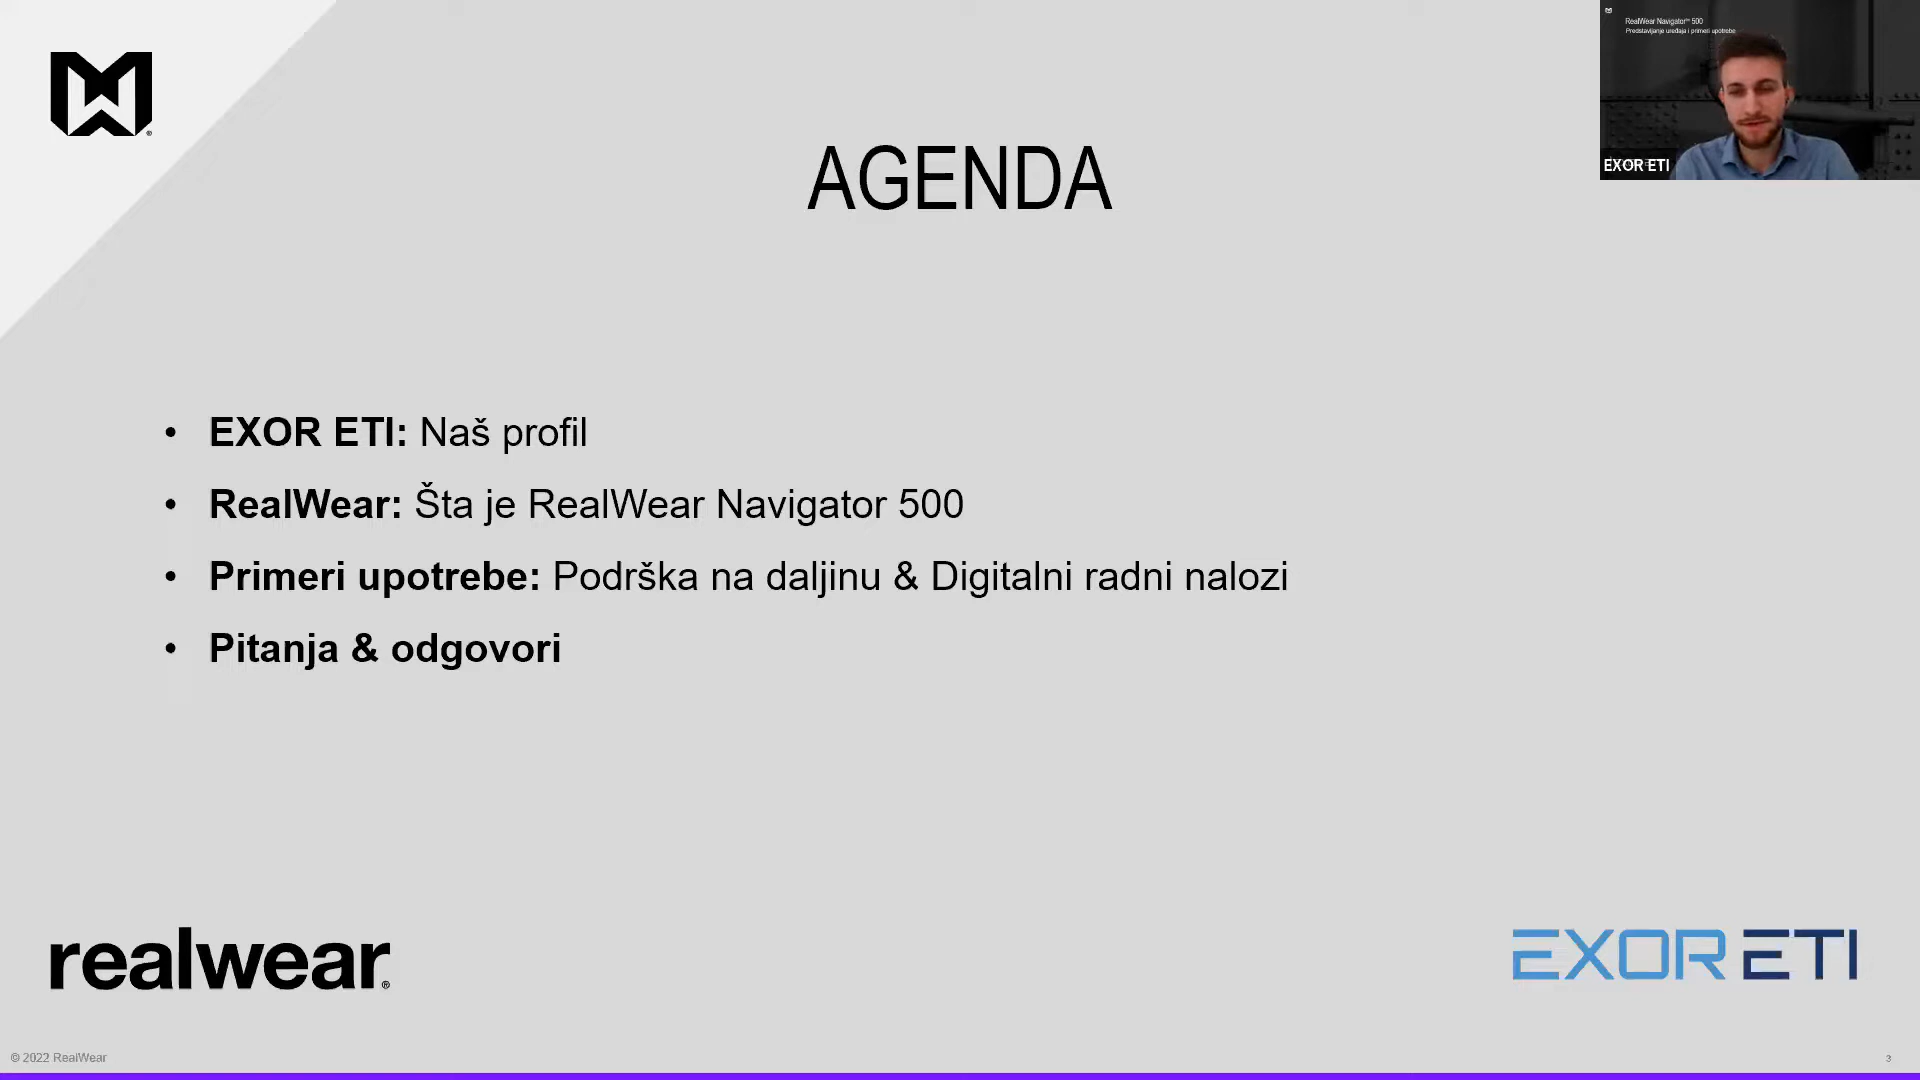 RealWear Navigator™ 500
Predstavljanje uređaja i primeri upotrebe
EXOR ETI
AGENDA
• EXOR ETI: Naš profil
• RealWear: Šta je RealWear Navigator 500
• Primeri upotrebe: Podrška na daljinu & Digitalni radni nalozi
• Pitanja & odgovori
realwear®
EXOR ETI
© 2022 RealWear
3